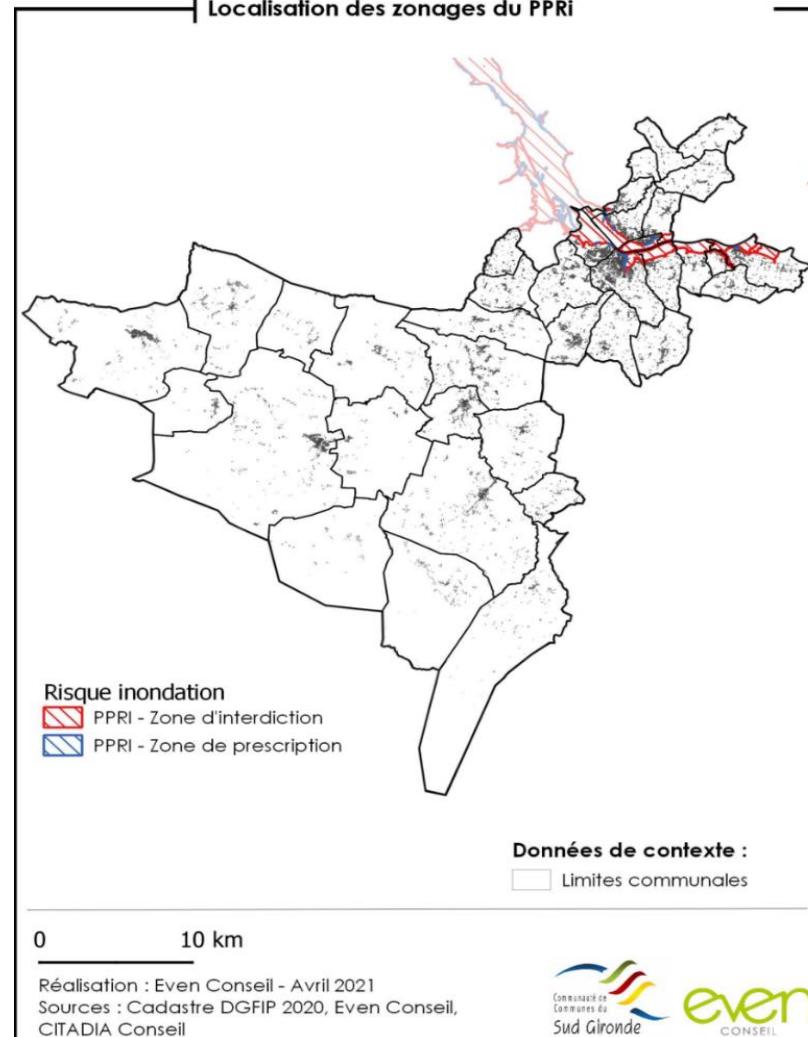 Localisation des zonages du PPRi
Risque inondation
PPRI - Zone d'interdiction
PPRI - Zone de prescription
Données de contexte :
Limites communales
0 10 km
Réalisation : Even Conseil - Avril 2021
Sources : Cadastre DGFIP 2020, Even Conseil,
CITADIA Conseil
Communauté de
Communes du
Sud Gironde
even
CONSEIL